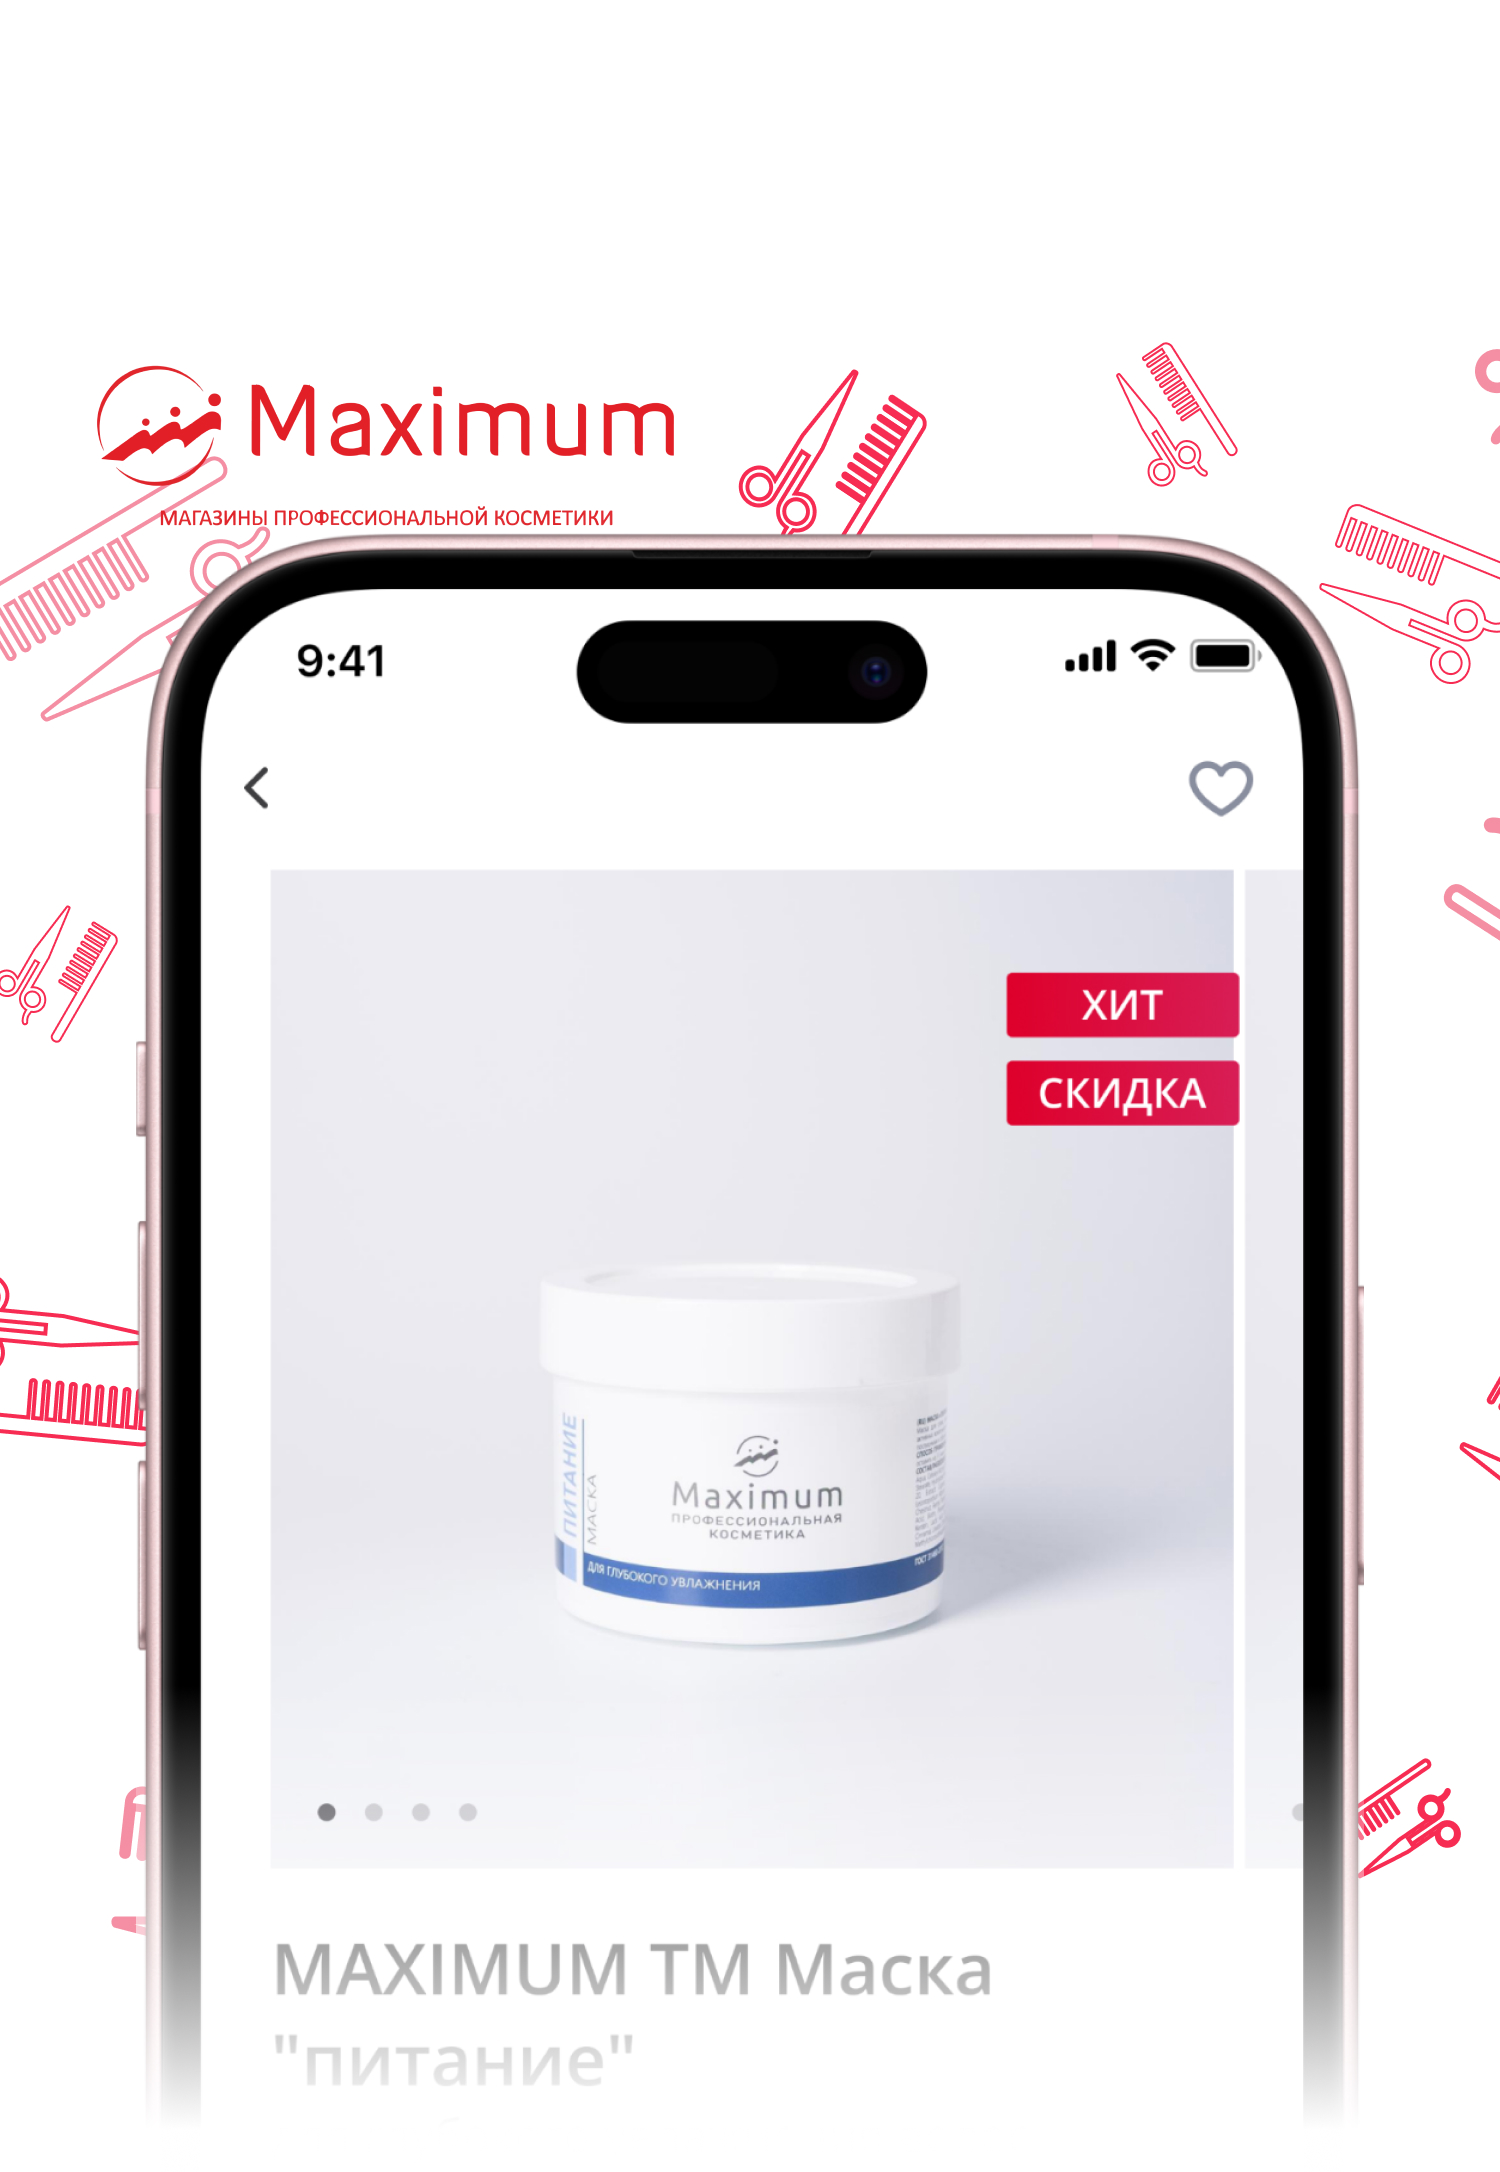 Maximum
МАГАЗИНЫ ПРОФЕССИОНАЛЬНОЙ КОСМЕТИКИ
9:41
ХИТ
СКИДКА
ПИТАНИЕ
МАСКА
Maximum
ПРОФЕССИОНАЛЬНАЯ
КОСМЕТИКА
ДЛЯ ГЛУБОКОГО УВЛАЖНЕНИЯ
MAXIMUM ТМ Маска
"питание"